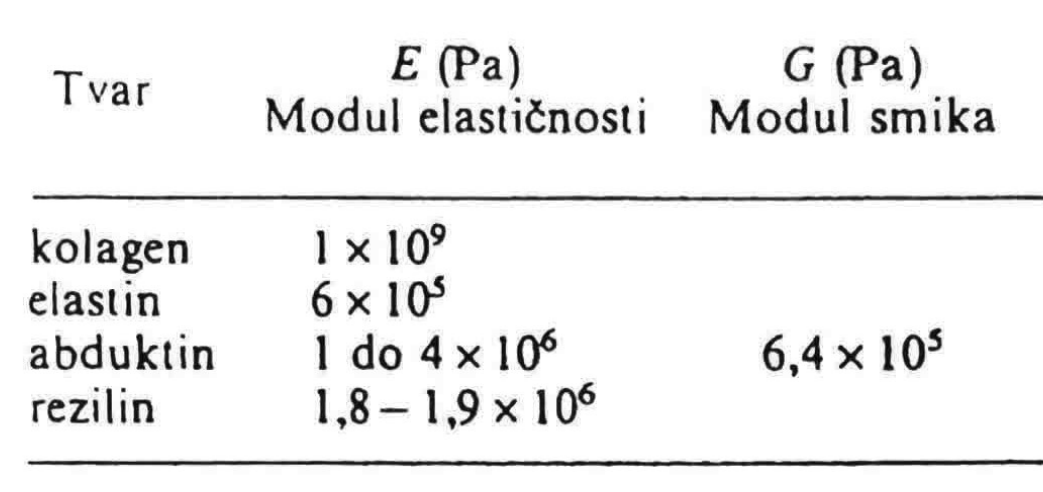 Tvar E (Pa) G (Pa)
Modul elastičnosti Modul smika
kolagen 1 × 10⁹
elastin 6 × 10⁵
abduktin 1 do 4 × 10⁶ 6,4 × 10⁵
rezilin 1,8 – 1,9 × 10⁶